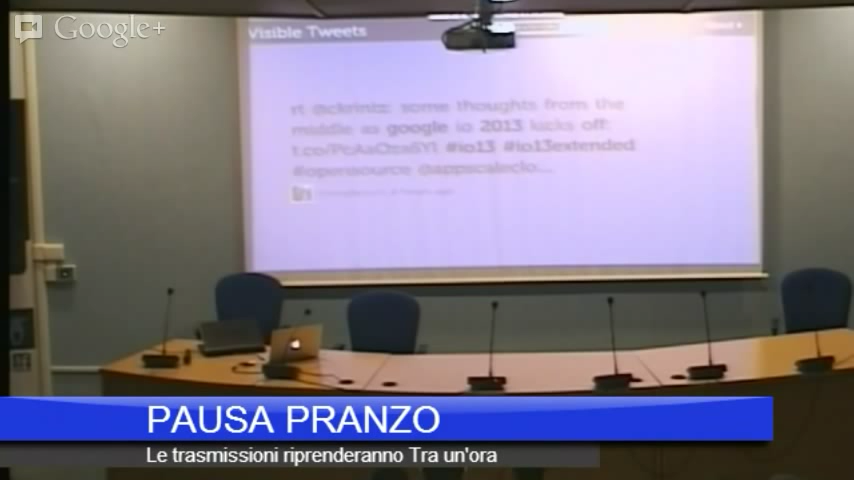 Google+
Visible Tweets
rt @ckrintz: some thoughts from the
middle as google io 2013 kicks off:
#io13 #io13extended
#opensource @appscaleclo...
PAUSA PRANZO
Le trasmissioni riprenderanno Tra un'ora